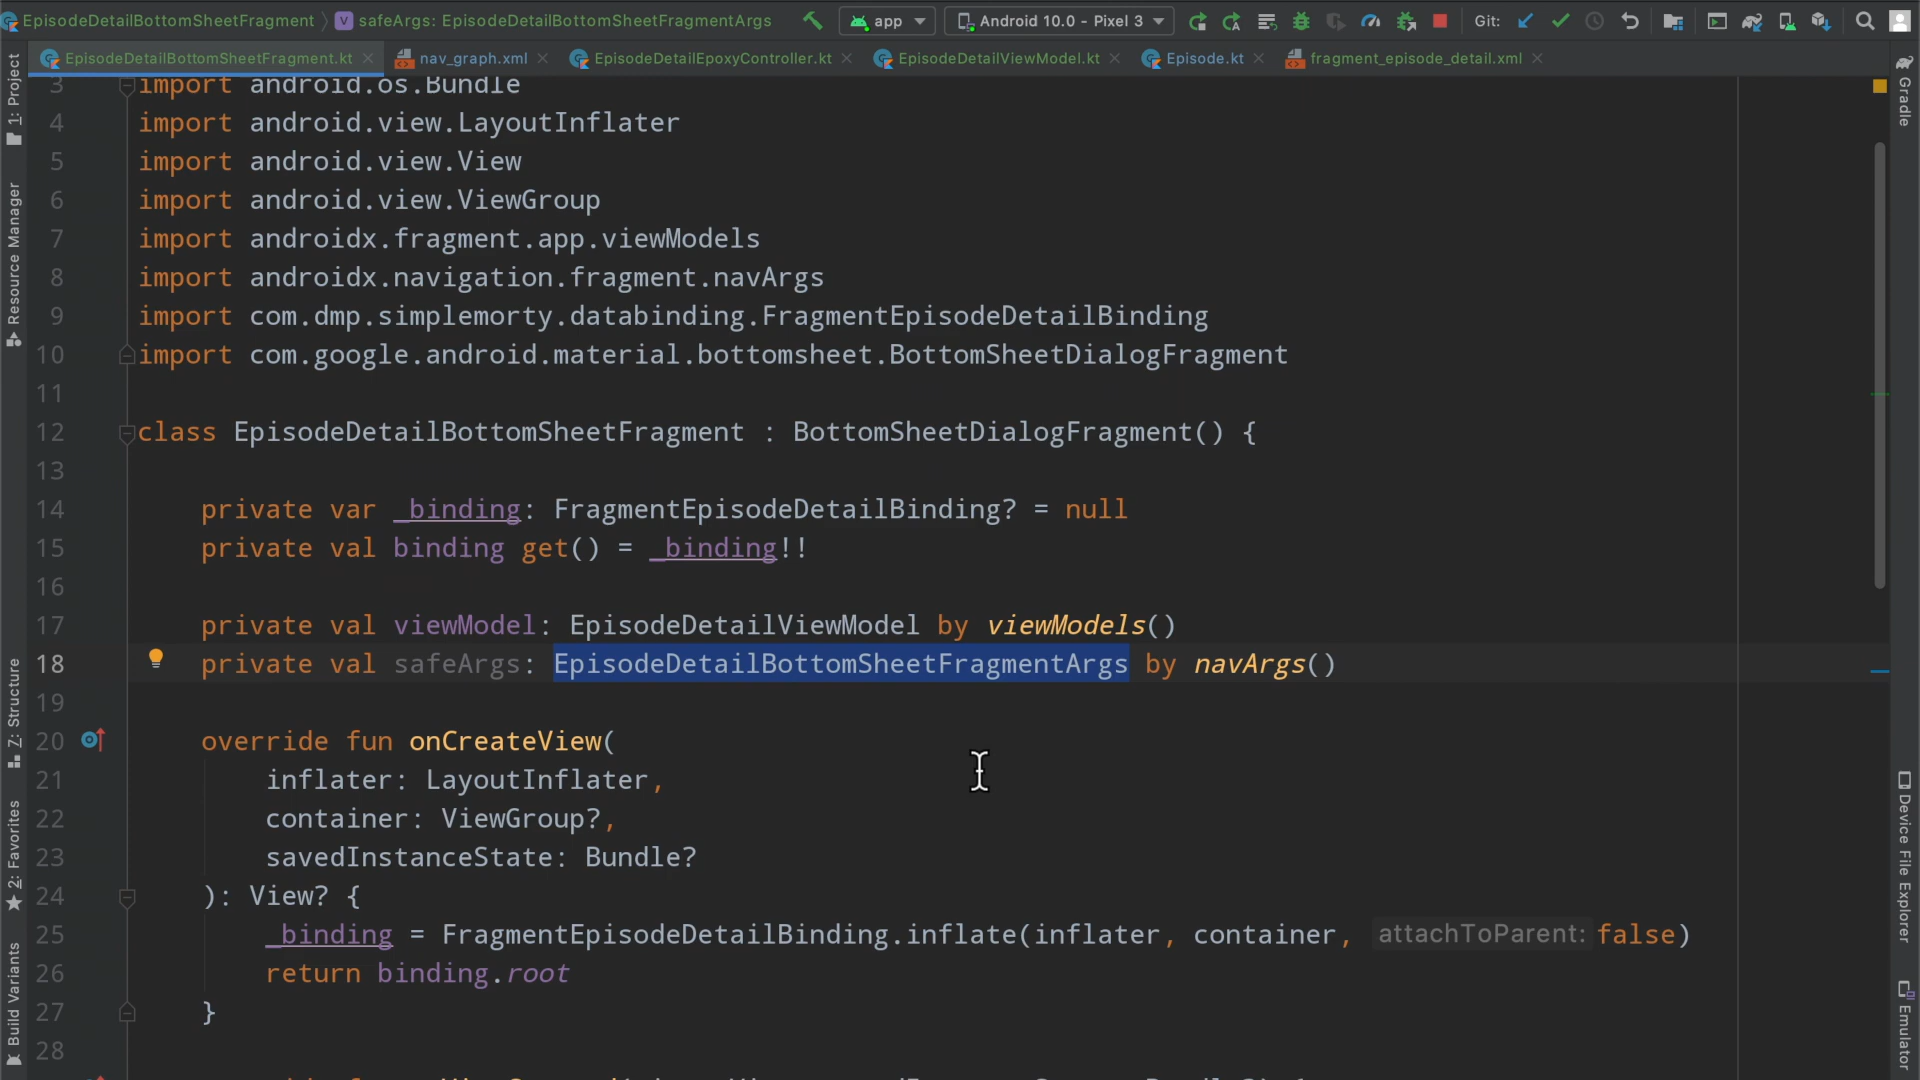 EpisodeDetailBottomSheetFragment safeArgs: EpisodeDetailBottomSheetFragmentArgs app Android 10.0 - Pixel 3 Git:
EpisodeDetailBottomSheetFragment.kt nav_graph.xml EpisodeDetailEpoxyController.kt EpisodeDetailViewModel.kt Episode.kt fragment_episode_detail.xml
1: Project
Resource Manager
Z: Structure
2: Favorites
Build Variants
3 import android.os.Bundle
4 import android.view.LayoutInflater
5 import android.view.View
6 import android.view.ViewGroup
7 import androidx.fragment.app.viewModels
8 import androidx.navigation.fragment.navArgs
9 import com.dmp.simplemorty.databinding.FragmentEpisodeDetailBinding
10 import com.google.android.material.bottomsheet.BottomSheetDialogFragment
11
12 class EpisodeDetailBottomSheetFragment : BottomSheetDialogFragment() {
13
14 private var _binding: FragmentEpisodeDetailBinding? = null
15 private val binding get() = _binding!!
16
17 private val viewModel: EpisodeDetailViewModel by viewModels()
18 private val safeArgs: EpisodeDetailBottomSheetFragmentArgs by navArgs()
19
20 override fun onCreateView(
21 inflater: LayoutInflater,
22 container: ViewGroup?,
23 savedInstanceState: Bundle?
24 ): View? {
25 _binding = FragmentEpisodeDetailBinding.inflate(inflater, container, attachToParent: false)
26 return binding.root
27 }
28
Gradle
Device File Explorer
Emulator